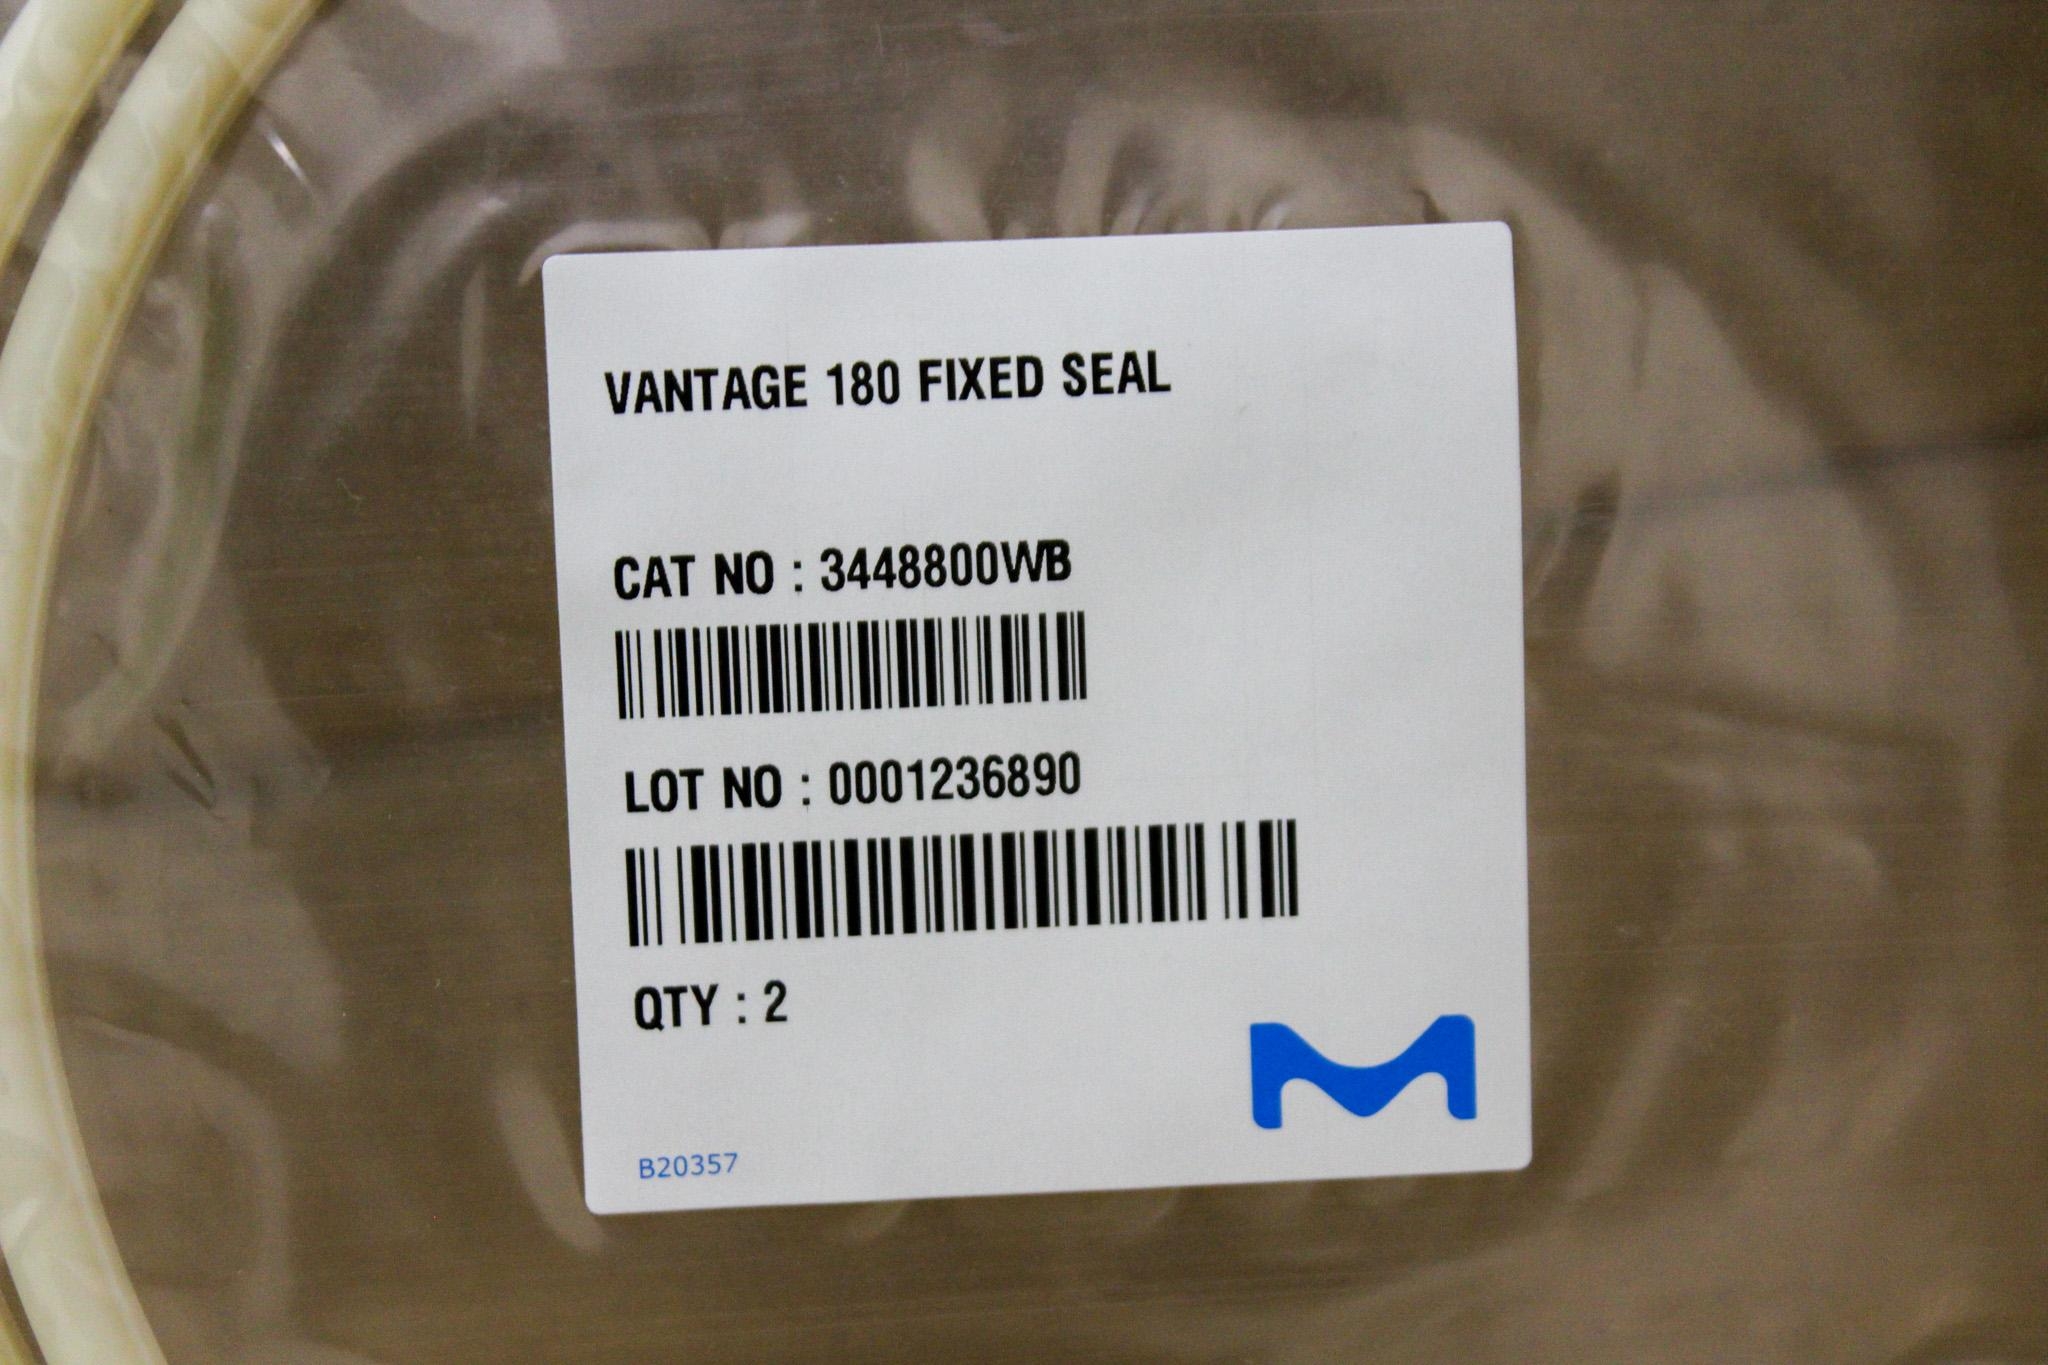 VANTAGE 180 FIXED SEAL
CAT NO : 3448800WB
LOT NO : 0001236890
QTY : 2
B20357